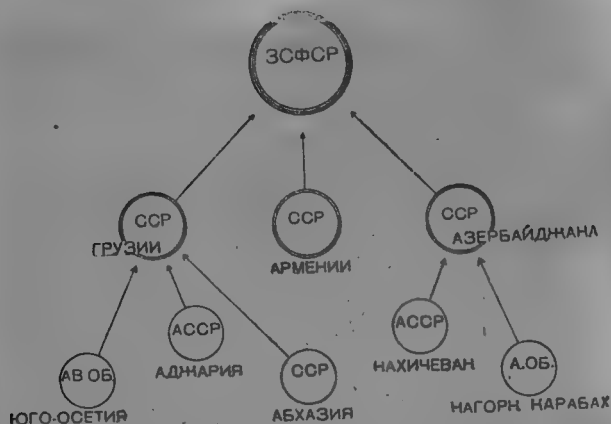 ЗСФСР
ССР
ГРУЗИИ
ССР
АРМЕНИИ
ССР
АЗЕРБАЙДЖАНА
АВ ОБ.
ЮГО-ОСЕТИЯ
АССР
АДЖАРИЯ
ССР
АБХАЗИЯ
АССР
НАХИЧЕВАН
А.ОБ.
НАГОРН. КАРАБАХ